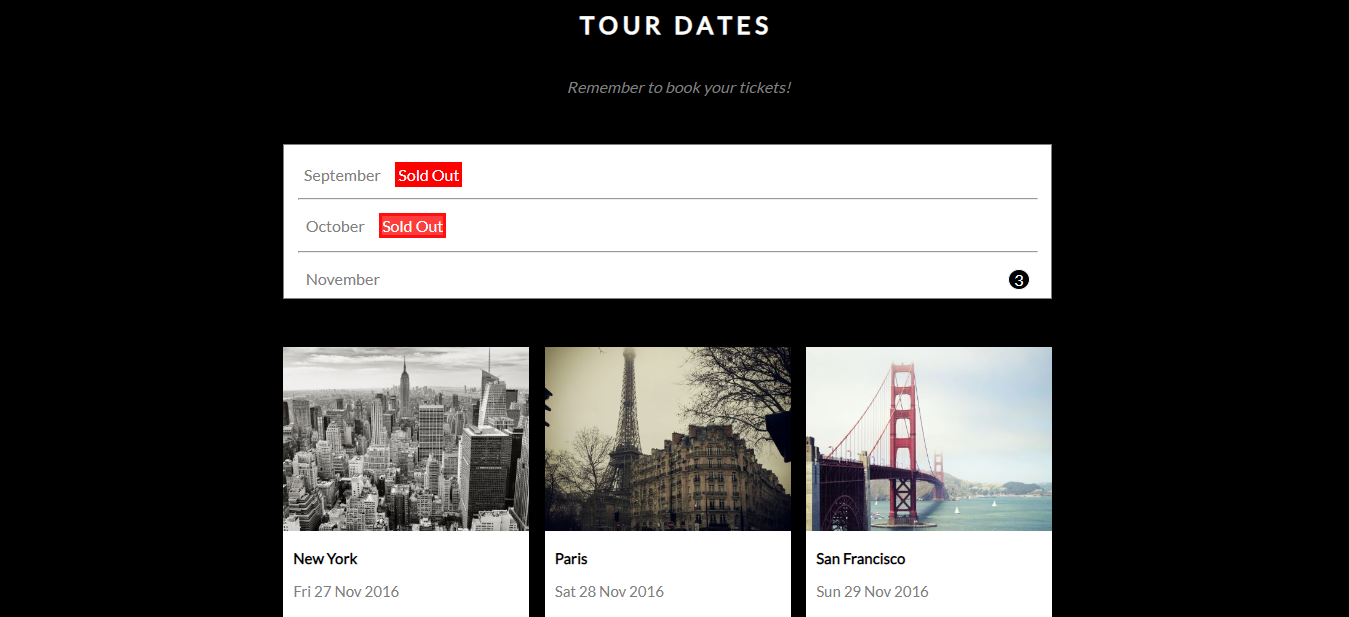 TOUR DATES
Remember to book your tickets!
September Sold Out
October Sold Out
November 3
New York Paris San Francisco
Fri 27 Nov 2016 Sat 28 Nov 2016 Sun 29 Nov 2016